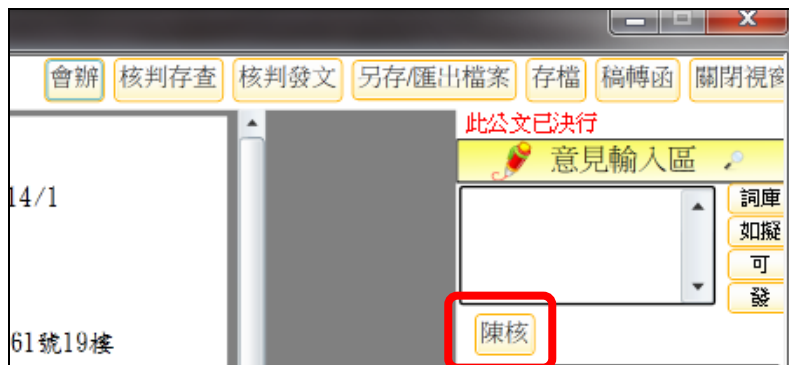 會辦 核判存查 核判發文 另存/匯出檔案 存檔 稿轉函 關閉視窗
此公文已決行
意見輸入區
14/1
詞庫
如擬
可
發
陳核
61號19樓